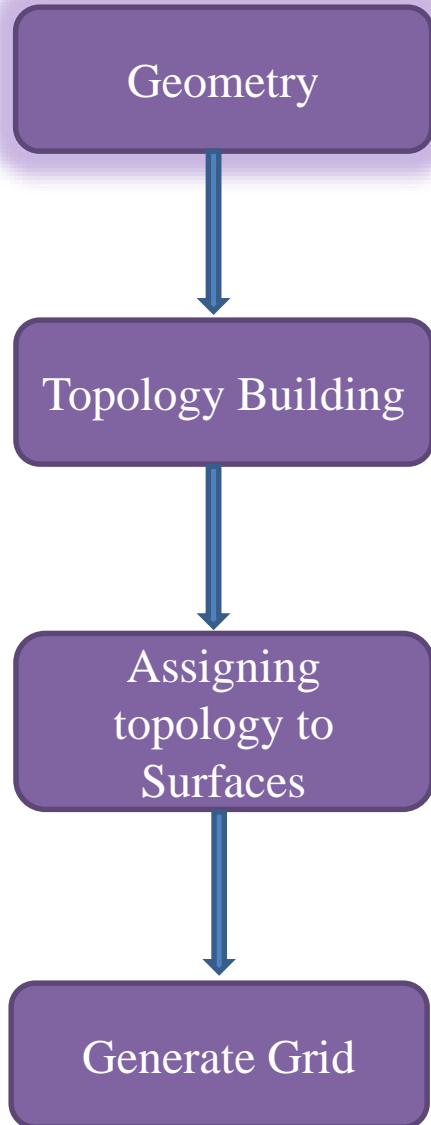 Geometry
Topology Building
Assigning
topology to
Surfaces
Generate Grid